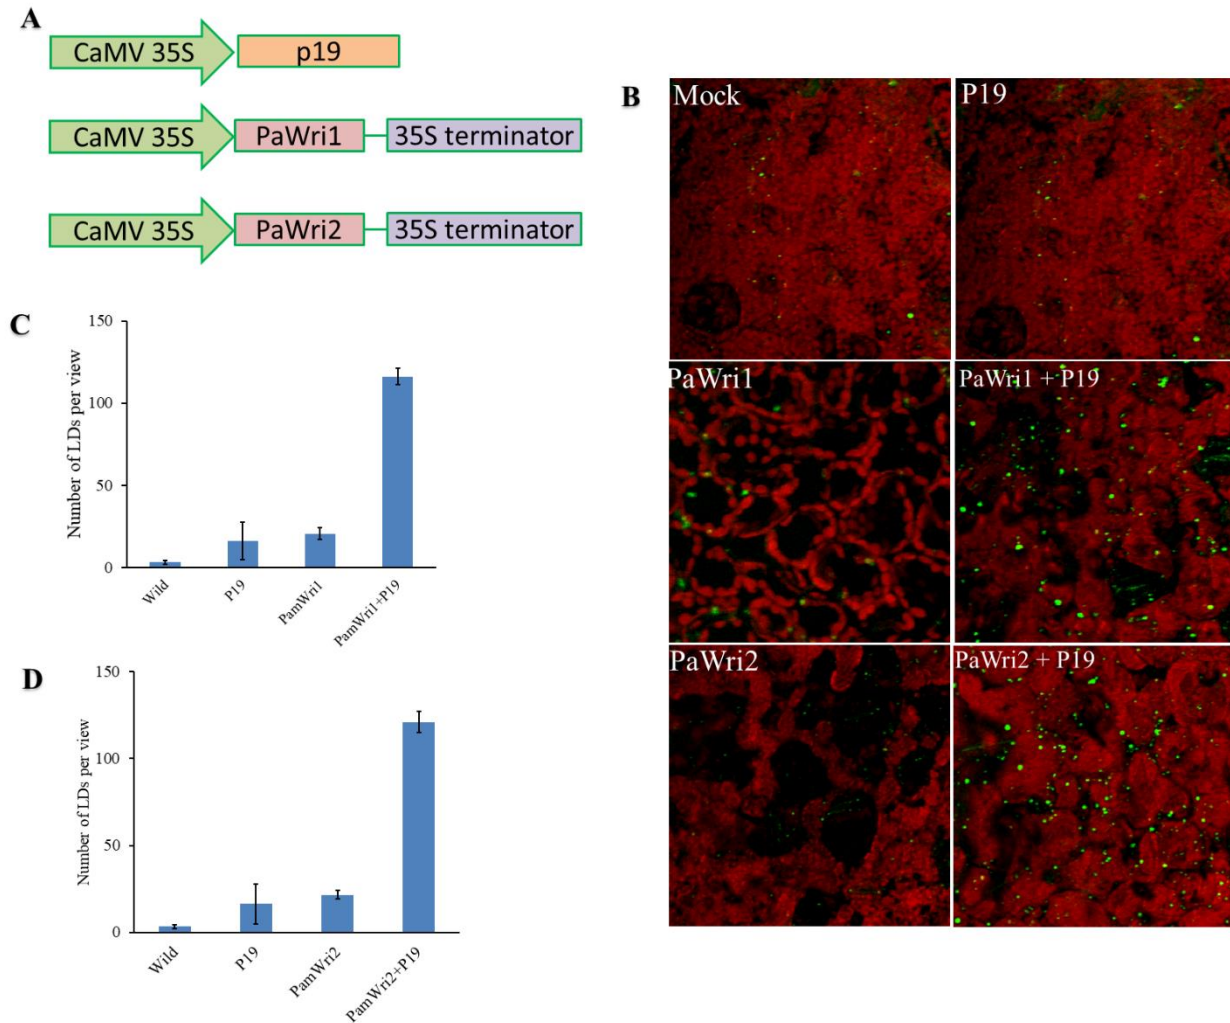 A
CaMV 35S
p19
CaMV 35S
PaWri1
35S terminator
CaMV 35S
PaWri2
35S terminator
B
Mock
P19
PaWri1
PaWri1 + P19
PaWri2
PaWri2 + P19
C
Number of LDs per view
150
100
50
0
Wild
P19
PamWri1
PamWri1+P19
D
Number of LDs per view
150
100
50
0
Wild
P19
PamWri2
PamWri2+P19